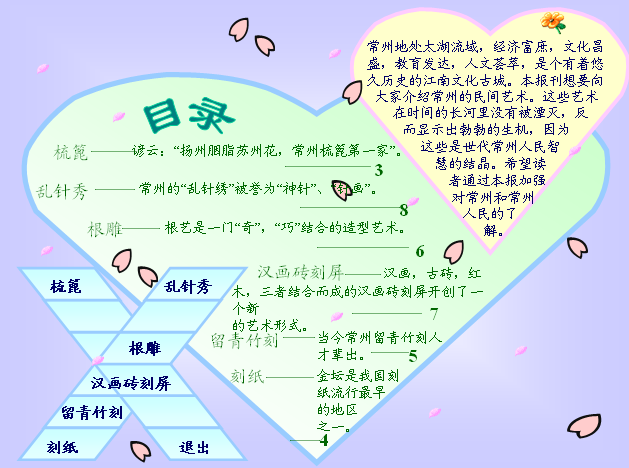 常州地处太湖流域，经济富庶，文化昌
盛，教育发达，人文荟萃，是个有着悠
久历史的江南文化古城。本报刊想要向
大家介绍常州的民间艺术。这些艺术
在时间的长河里没有被湮灭，反
而显示出勃勃的生机，因为
这些是世代常州人民智
慧的结晶。希望读
者通过本报加强
对常州和常州
人民的了
解。
目录
梳篦——谚云：“扬州胭脂苏州花，常州梳篦第一家”。
3
乱针秀——常州的“乱针绣”被誉为“神针”、“针画”。
8
根雕——根艺是一门“奇”，“巧”结合的造型艺术。
6
汉画砖刻屏——汉画，古砖，红
木，三者结合而成的汉画砖刻屏开创了一
个新
的艺术形式。
7
留青竹刻——当今常州留青竹刻人
才辈出。——5
刻纸——金坛是我国刻
纸流行最早
的地区
之一。
4
梳篦
乱针秀
根雕
汉画砖刻屏
留青竹刻
刻纸
退出